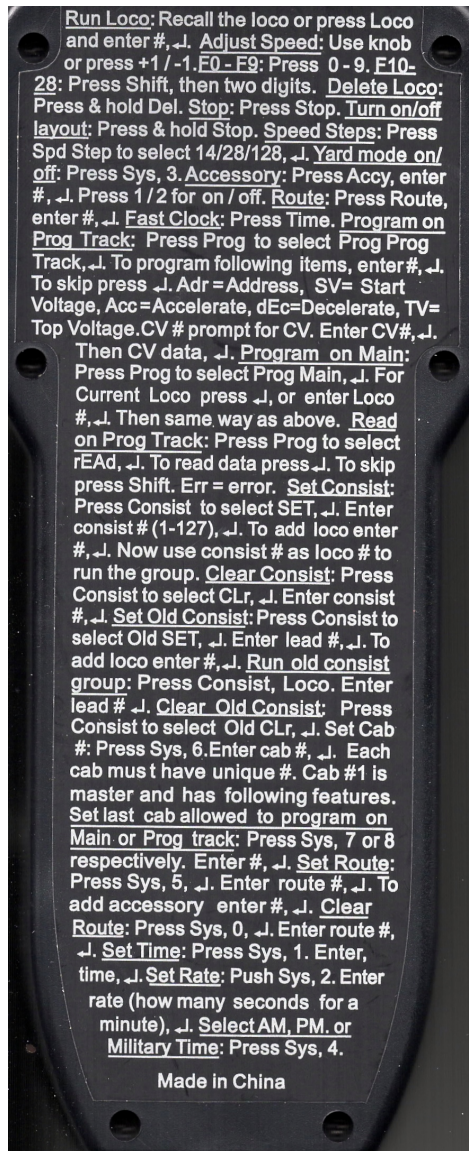 Run Loco: Recall the loco or press Loco
and enter #,↵. Adjust Speed: Use knob
or press +1 / -1.F0 - F9: Press 0 - 9. F10-
28: Press Shift, then two digits. Delete Loco:
Press & hold Del. Stop: Press Stop. Turn on/off
layout: Press & hold Stop. Speed Steps: Press
Spd Step to select 14/28/128,↵. Yard mode on/
off: Press Sys, 3. Accessory: Press Accy, enter
#,↵. Press 1/2 for on / off. Route: Press Route,
enter #,↵. Fast Clock: Press Time. Program on
Prog Track: Press Prog to select Prog Prog
Track,↵. To program following items, enter#,↵.
To skip press ↵. Adr =Address, SV= Start
Voltage, Acc=Accelerate, dEc=Decelerate, TV=
Top Voltage.CV # prompt for CV. Enter CV#,↵.
Then CV data, ↵. Program on Main:
Press Prog to select Prog Main,↵. For
Current Loco press ↵, or enter Loco
#,↵. Then same way as above. Read
on Prog Track: Press Prog to select
rEAd,↵. To read data press↵. To skip
press Shift. Err = error. Set Consist:
Press Consist to select SET,↵. Enter
consist # (1-127),↵. To add loco enter
#,↵. Now use consist # as loco # to
run the group. Clear Consist: Press
Consist to select CLr, ↵. Enter consist
#,↵. Set Old Consist: Press Consist to
select Old SET, ↵. Enter lead #,↵. To
add loco enter #,↵. Run old consist
group: Press Consist, Loco. Enter
lead # ↵. Clear Old Consist: Press
Consist to select Old CLr, ↵. Set Cab
#: Press Sys, 6.Enter cab #, ↵. Each
cab must have unique #. Cab #1 is
master and has following features.
Set last cab allowed to program on
Main or Prog track: Press Sys, 7 or 8
respectively. Enter #, ↵. Set Route:
Press Sys, 5, ↵. Enter route #,↵. To
add accessory enter #,↵. Clear
Route: Press Sys, 0, ↵. Enter route #,
↵. Set Time: Press Sys, 1. Enter,
time,↵. Set Rate: Push Sys, 2. Enter
rate (how many seconds for a
minute), ↵. Select AM, PM. or
Military Time: Press Sys, 4.
Made in China